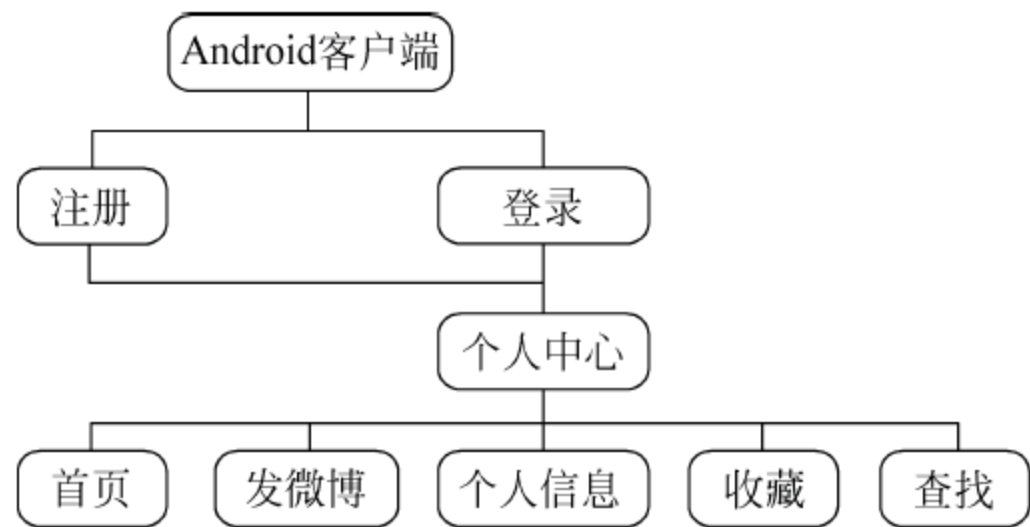 Android客户端
注册
登录
个人中心
首页
发微博
个人信息
收藏
查找